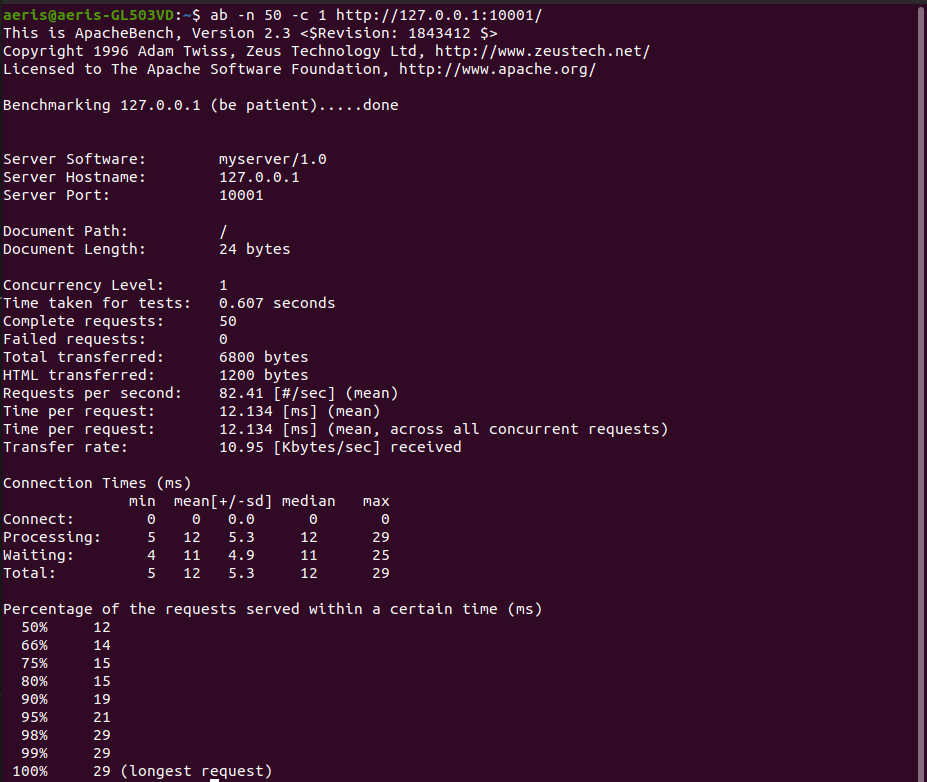 aeris@aeris-GL503VD:~$ ab -n 50 -c 1 http://127.0.0.1:10001/
This is ApacheBench, Version 2.3 <$Revision: 1843412 $>
Copyright 1996 Adam Twiss, Zeus Technology Ltd, http://www.zeustech.net/
Licensed to The Apache Software Foundation, http://www.apache.org/

Benchmarking 127.0.0.1 (be patient).....done


Server Software:        myserver/1.0
Server Hostname:        127.0.0.1
Server Port:            10001

Document Path:          /
Document Length:        24 bytes

Concurrency Level:      1
Time taken for tests:   0.607 seconds
Complete requests:      50
Failed requests:        0
Total transferred:      6800 bytes
HTML transferred:       1200 bytes
Requests per second:    82.41 [#/sec] (mean)
Time per request:       12.134 [ms] (mean)
Time per request:       12.134 [ms] (mean, across all concurrent requests)
Transfer rate:          10.95 [Kbytes/sec] received

Connection Times (ms)
              min  mean[+/-sd] median   max
Connect:        0    0   0.0      0       0
Processing:     5   12   5.3     12      29
Waiting:        4   11   4.9     11      25
Total:          5   12   5.3     12      29

Percentage of the requests served within a certain time (ms)
  50%     12
  66%     14
  75%     15
  80%     15
  90%     19
  95%     21
  98%     29
  99%     29
 100%     29 (longest request)